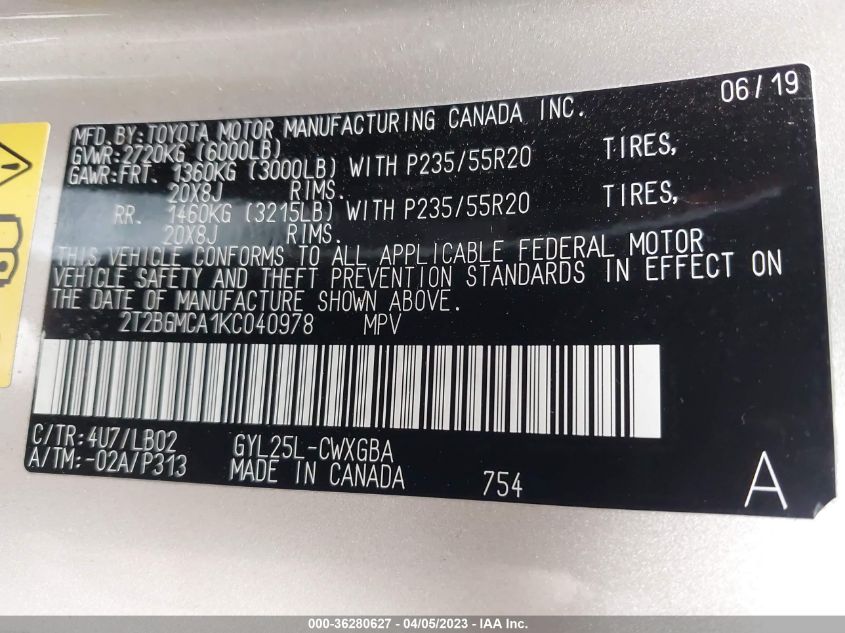 06/19
MFD.BY:TOYOTA MOTOR MANUFACTURING CANADA INC.
GVWR:2720KG (6000LB)
GAWR:FRT. 1360KG (3000LB) WITH P235/55R20 TIRES,
20X8J RIMS.
RR. 1460KG (3215LB) WITH P235/55R20 TIRES,
20X8J RIMS.
THIS VEHICLE CONFORMS TO ALL APPLICABLE FEDERAL MOTOR
VEHICLE SAFETY AND THEFT PREVENTION STANDARDS IN EFFECT ON
THE DATE OF MANUFACTURE SHOWN ABOVE.
2T2BGMCA1KC040978 MPV
C/TR:4U7/LB02 GYL25L-CWXGBA
A/TM:-02A/P313 MADE IN CANADA 754 A
000-36280627 - 04/05/2023 - IAA Inc.